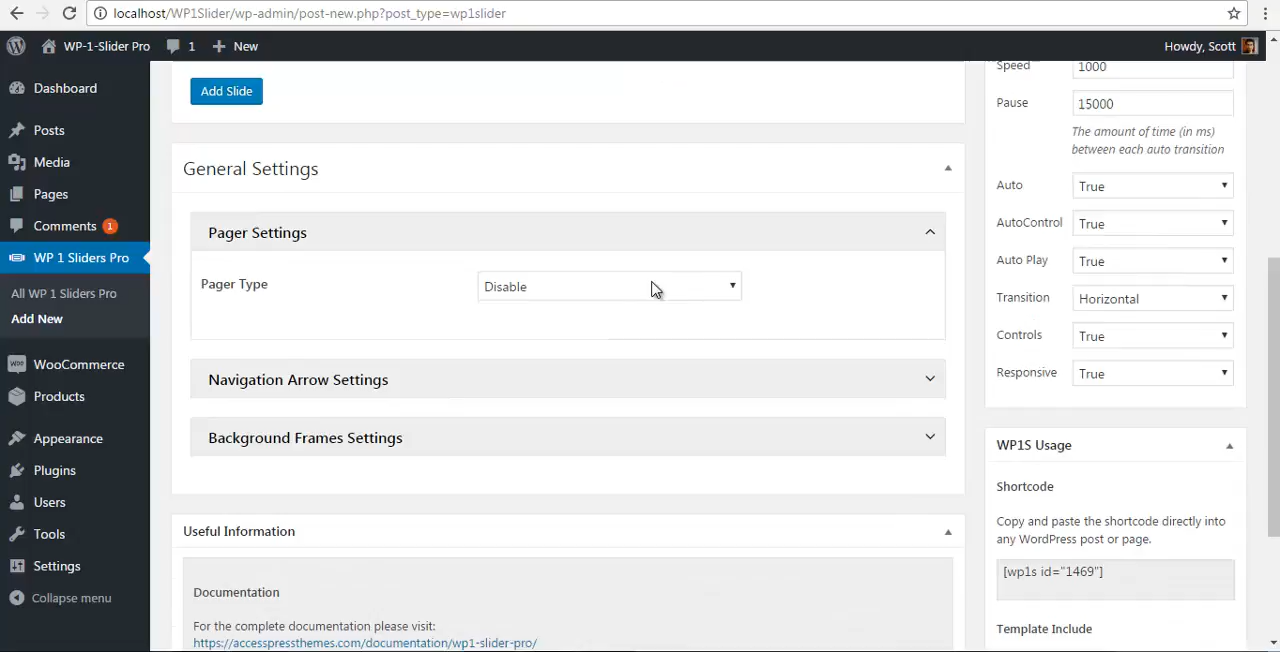 localhost/WP1Slider/wp-admin/post-new.php?post_type=wp1slider
WP-1-Slider Pro
1
New
Howdy, Scott
Dashboard
Posts
Media
Pages
Comments 1
WP 1 Sliders Pro
All WP 1 Sliders Pro
Add New
WooCommerce
Products
Appearance
Plugins
Users
Tools
Settings
Collapse menu
Add Slide
General Settings
Pager Settings
Pager Type Disable
Navigation Arrow Settings
Background Frames Settings
Useful Information
Documentation
For the complete documentation please visit:
https://accesspressthemes.com/documentation/wp1-slider-pro/
Speed 1000
Pause 15000
The amount of time (in ms)
between each auto transition
Auto True
AutoControl True
Auto Play True
Transition Horizontal
Controls True
Responsive True
WP1S Usage
Shortcode
Copy and paste the shortcode directly into
any WordPress post or page.
[wp1s id="1469"]
Template Include